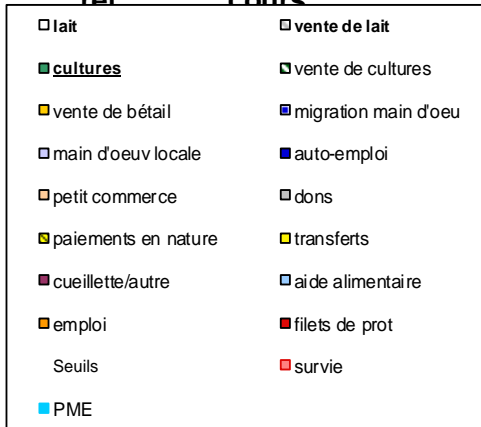 lait vente de lait
cultures vente de cultures
vente de bétail migration main d'oeu
main d'oeuv locale auto-emploi
petit commerce dons
paiements en nature transferts
cueillette/autre aide alimentaire
emploi filets de prot
Seuils survie
PME